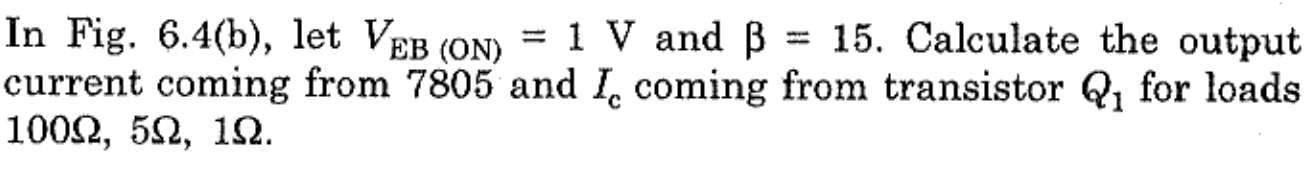 In Fig. 6.4(b), let V_EB (ON) = 1 V and β = 15. Calculate the output
current coming from 7805 and I_c coming from transistor Q_1 for loads
100Ω, 5Ω, 1Ω.